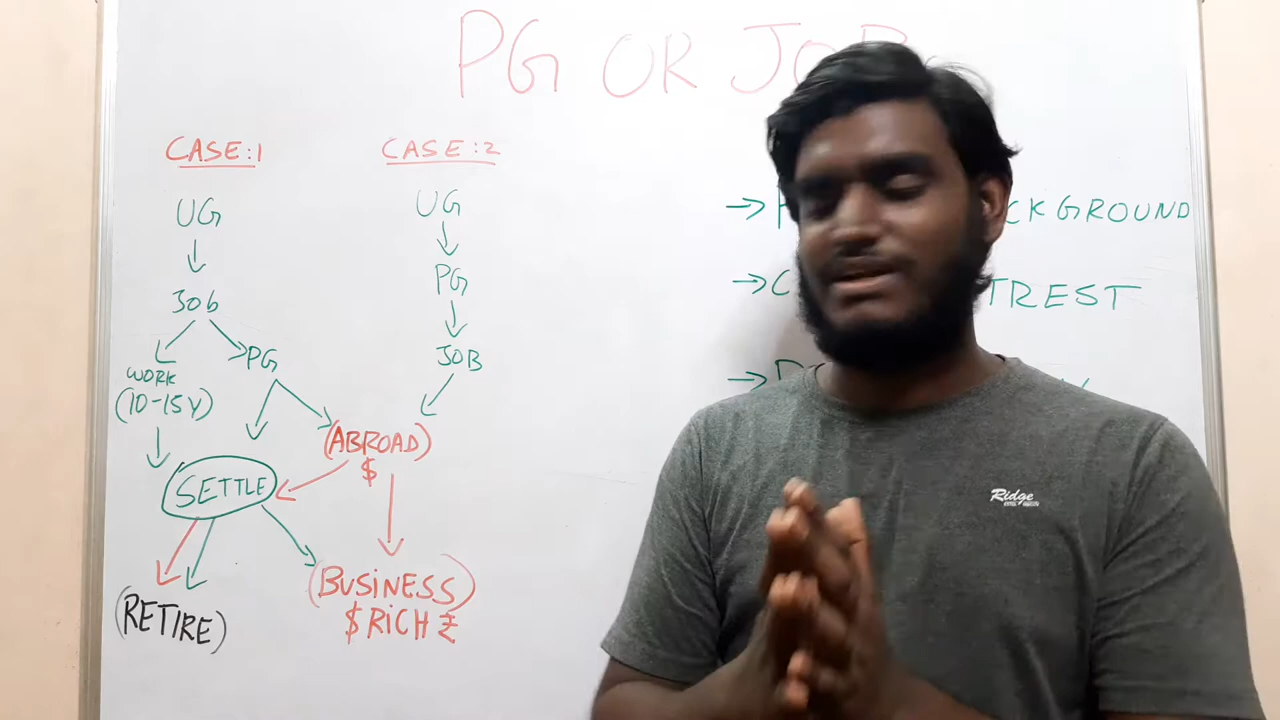 PG OR JOB
CASE:1
UG
Job
WORK
(10-15Y)
PG
SETTLE
(RETIRE)
CASE:2
UG
PG
JOB
(ABROAD)
$
(BUSINESS)
$ RICH ₹
CKGROUND
TREST
Ridge